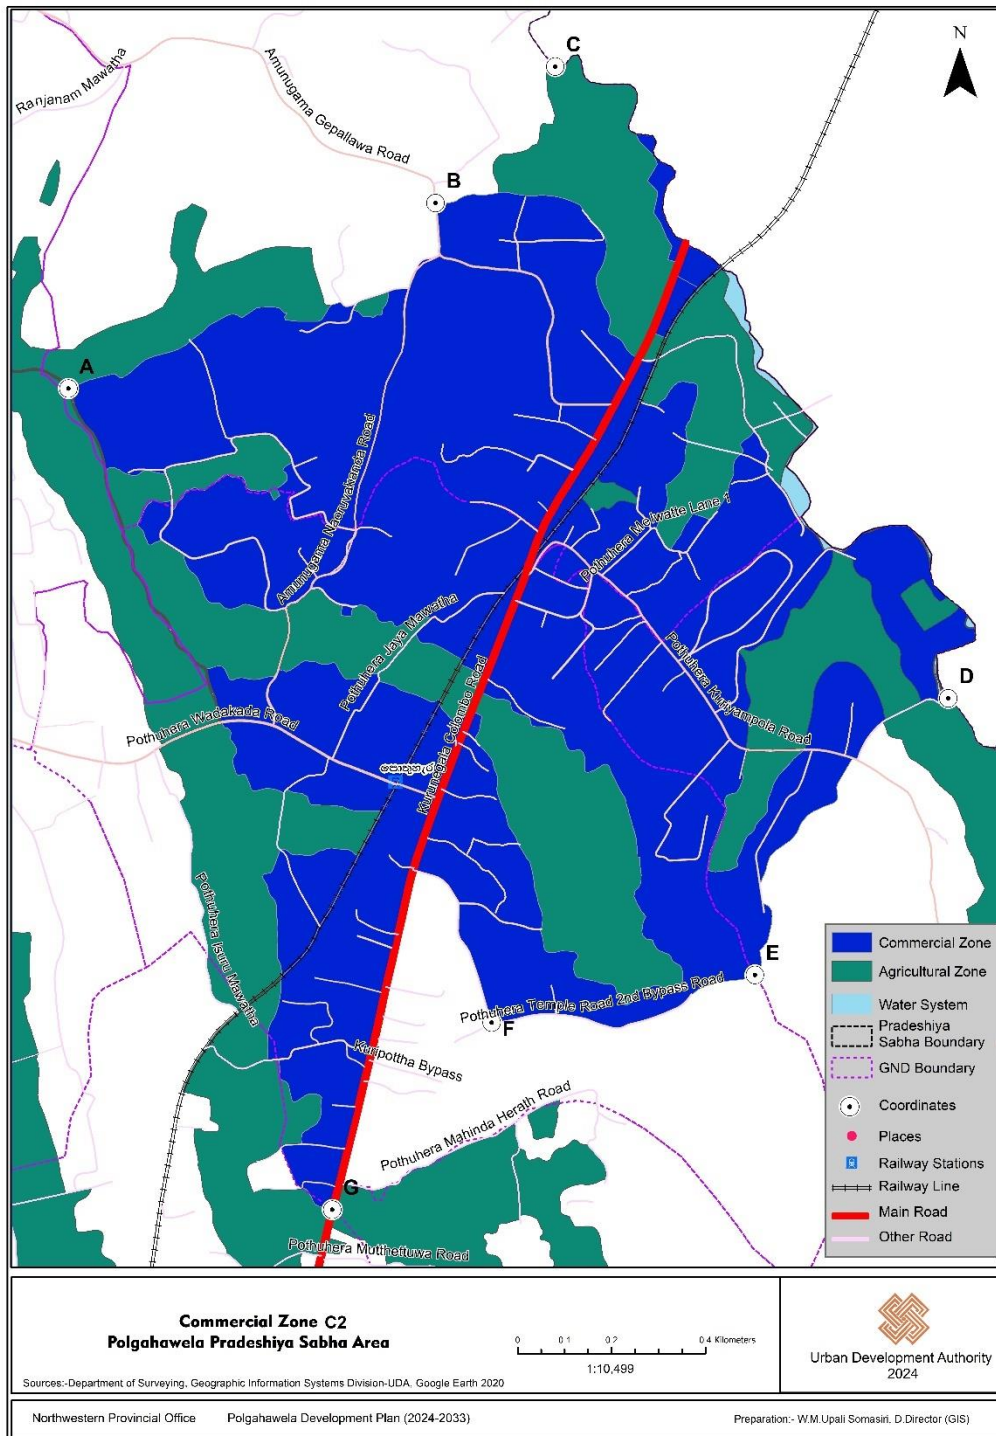 N
C
Ranjanam Mawatha
Amunugama Gepallawa Road
B
A
Amunugama Natruvakanda Road
Pothuhera Melwatte Lane 1
Pothuhera Jaya Mawatha
Pothuhera Kiriyampola Road
D
Kurunegala Colombo Road
Pothuhera Wadakada Road
පොතුහැර
Pothuhera Isuru Mawatha
E
Pothuhera Temple Road 2nd Bypass Road
F
Kuripottha Bypass
Pothuhera Mahinda Herath Road
G
Pothuhera Mutthettuwa Road
Commercial Zone
Agricultural Zone
Water System
Pradeshiya
Sabha Boundary
GND Boundary
Coordinates
Places
Railway Stations
Railway Line
Main Road
Other Road
Commercial Zone C2
Polgahawela Pradeshiya Sabha Area
0 0.1 0.2 0.4 Kilometers
1:10,499
Sources:-Department of Surveying, Geographic Information Systems Division-UDA, Google Earth 2020
Urban Development Authority
2024
Northwestern Provincial Office Polgahawela Development Plan (2024-2033) Preparation:- W.M.Upali Somasiri, D.Director (GIS)